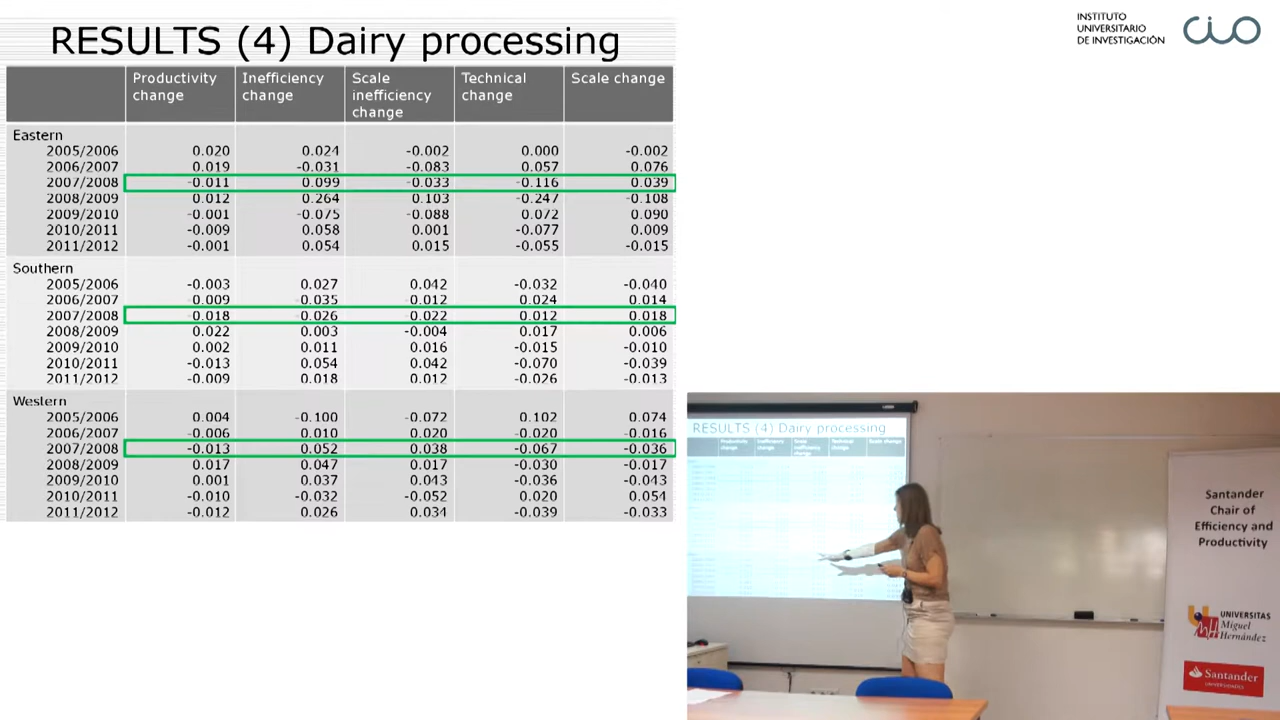 INSTITUTO
UNIVERSITARIO
DE INVESTIGACIÓN
cio
RESULTS (4) Dairy processing
Productivity change Inefficiency change Scale inefficiency change Technical change Scale change
Eastern
2005/2006 0.020 0.024 -0.002 0.000 -0.002
2006/2007 0.019 -0.031 -0.083 0.057 0.076
2007/2008 -0.011 0.099 -0.033 -0.116 0.039
2008/2009 0.012 0.264 0.103 -0.247 -0.108
2009/2010 -0.001 -0.075 -0.088 0.072 0.090
2010/2011 -0.009 0.058 0.001 -0.077 0.009
2011/2012 -0.001 0.054 0.015 -0.055 -0.015
Southern
2005/2006 -0.003 0.027 0.042 -0.032 -0.040
2006/2007 -0.009 -0.035 -0.012 0.024 0.014
2007/2008 -0.018 -0.026 -0.022 0.012 0.018
2008/2009 0.022 0.003 -0.004 0.017 0.006
2009/2010 0.002 0.011 0.016 -0.015 -0.010
2010/2011 -0.013 0.054 0.042 -0.070 -0.039
2011/2012 -0.009 0.018 0.012 -0.026 -0.013
Western
2005/2006 0.004 -0.100 -0.072 0.102 0.074
2006/2007 -0.006 0.010 0.020 -0.020 -0.016
2007/2008 -0.013 0.052 0.038 -0.067 -0.036
2008/2009 0.017 0.047 0.017 -0.030 -0.017
2009/2010 0.001 0.037 0.043 -0.036 -0.043
2010/2011 -0.010 -0.032 -0.052 0.020 0.054
2011/2012 -0.012 0.026 0.034 -0.039 -0.033
RESULTS (4) Dairy processing
Productivity change Inefficiency change Scale inefficiency change Technical change Scale change
Santander
Chair of
Efficiency and
Productivity
UNIVERSITAS
Miguel
Hernández
Santander
UNIVERSIDADES